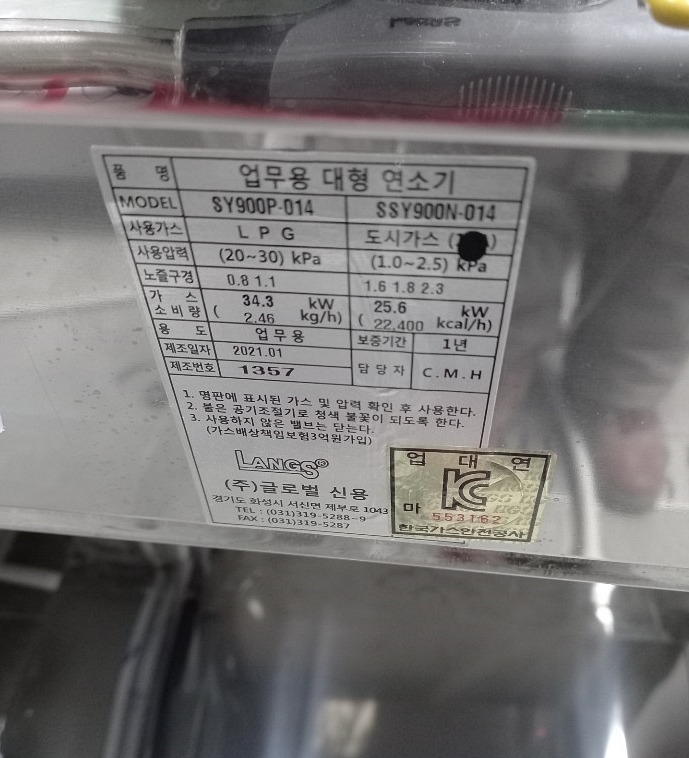 품 명 업무용 대형 연소기
MODEL SY900P-014 SSY900N-014
사용가스 L P G 도시가스 ( )
사용압력 (20~30) kPa (1.0~2.5) kPa
노즐구경 0.8 1.1 1.6 1.8 2.3
가 스 소비량 34.3 kW ( 2.46 kg/h) 25.6 kW ( 22,400 kcal/h)
용 도 업무용 보증기간 1년
제조일자 2021.01
제조번호 1357 담당자 C.M.H
1. 명판에 표시된 가스 및 압력 확인 후 사용한다.
2. 불은 공기조절기로 청색 불꽃이 되도록 한다.
3. 사용하지 않은 밸브는 닫는다.
(가스배상책임보험3억원가입)
LANGS®
(주)글로벌 신용
경기도 화성시 서신면 제부로 1043
TEL : (031)319-5288~9
FAX : (031)319-5287
업 대 연
KC
마 553162
한국가스안전공사